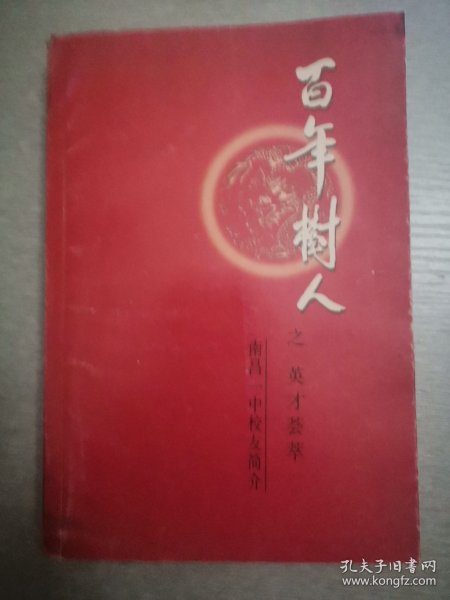 百年樹人
之 英才荟萃
南昌一中校友简介
孔夫子旧书网
www.kongfz.com